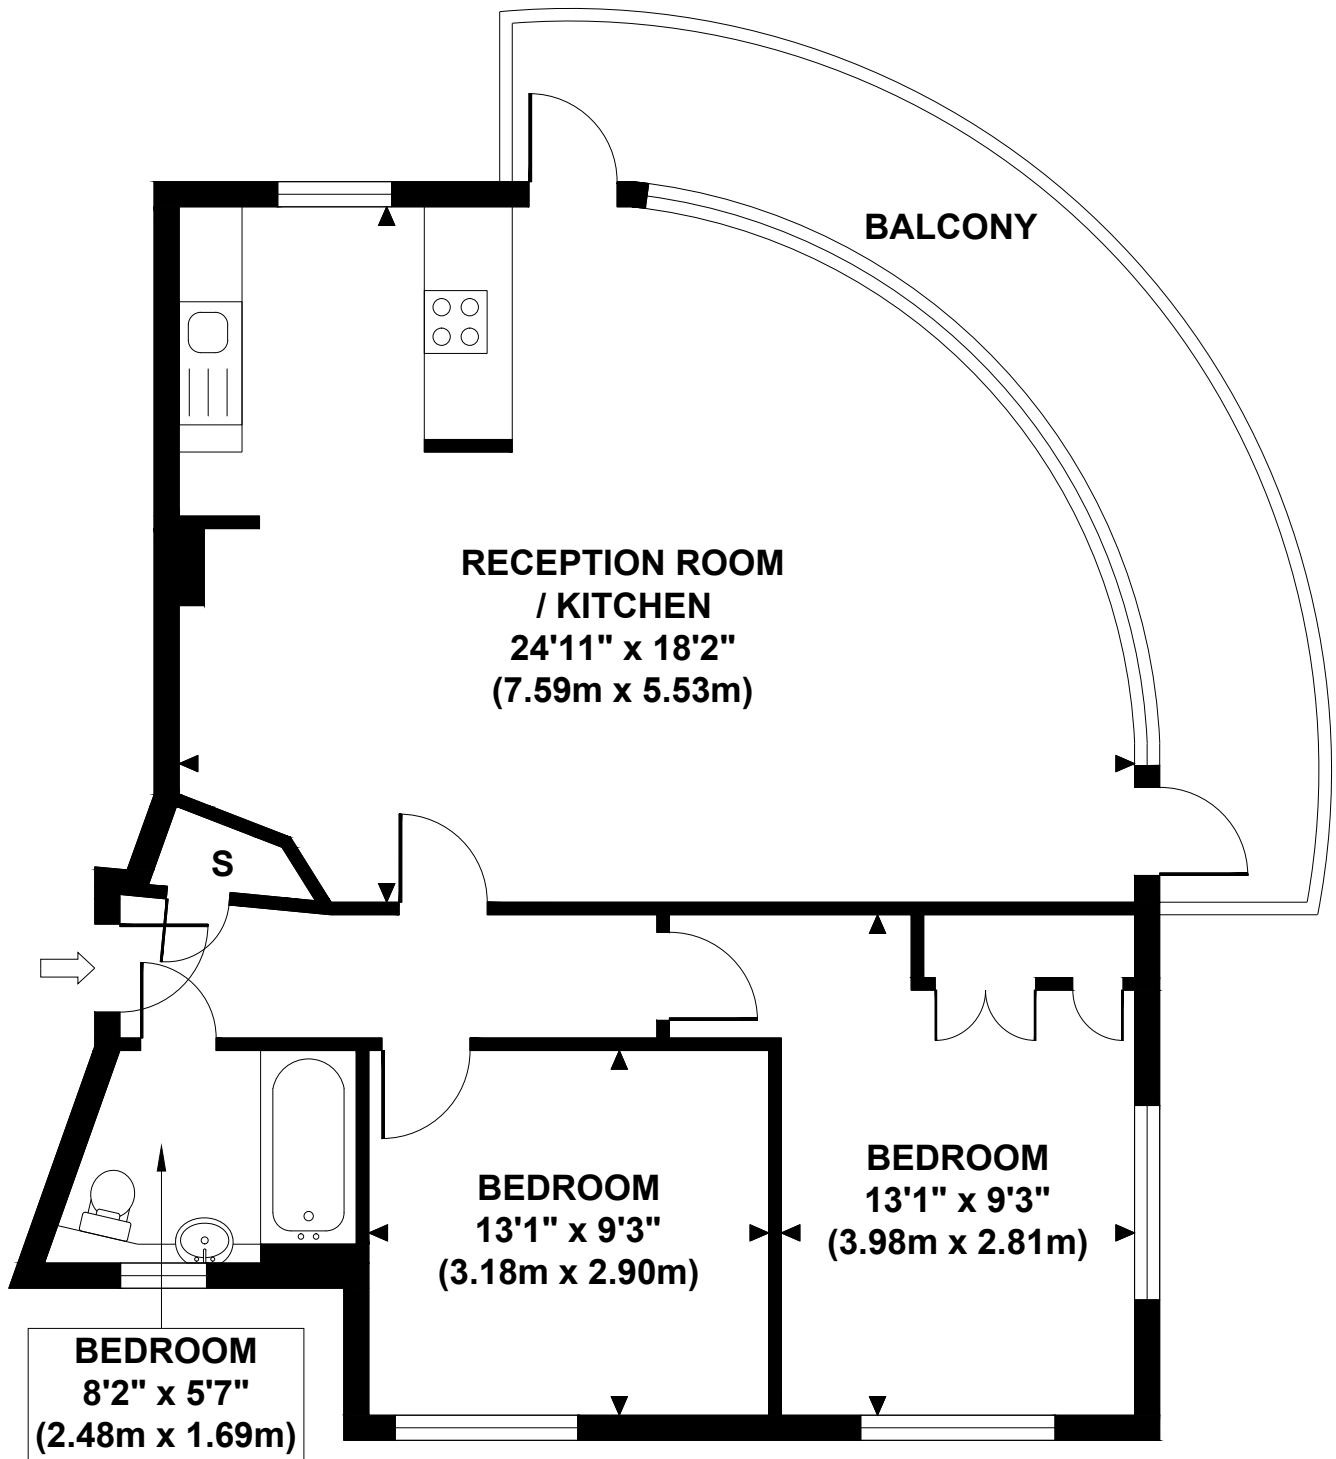 BALCONY
RECEPTION ROOM
/ KITCHEN
24'11" x 18'2"
(7.59m x 5.53m)
S
BEDROOM
13'1" x 9'3"
(3.18m x 2.90m)
BEDROOM
13'1" x 9'3"
(3.98m x 2.81m)
BEDROOM
8'2" x 5'7"
(2.48m x 1.69m)